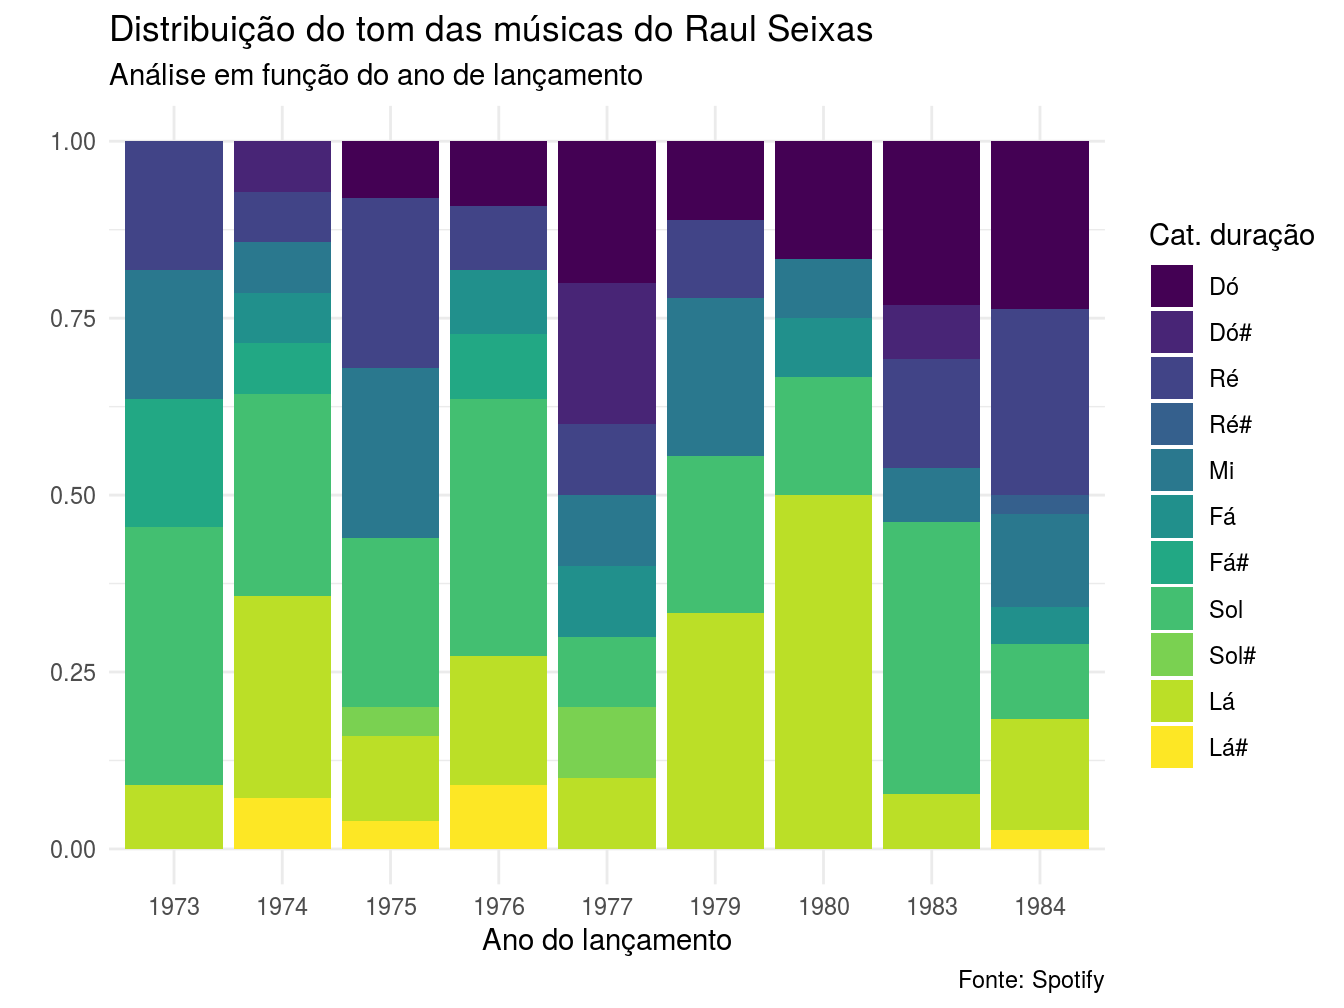 Distribuição do tom das músicas do Raul Seixas
Análise em função do ano de lançamento
1.00
0.75
0.50
0.25
0.00
1973 1974 1975 1976 1977 1979 1980 1983 1984
Ano do lançamento
Cat. duração
Dó
Dó#
Ré
Ré#
Mi
Fá
Fá#
Sol
Sol#
Lá
Lá#
Fonte: Spotify